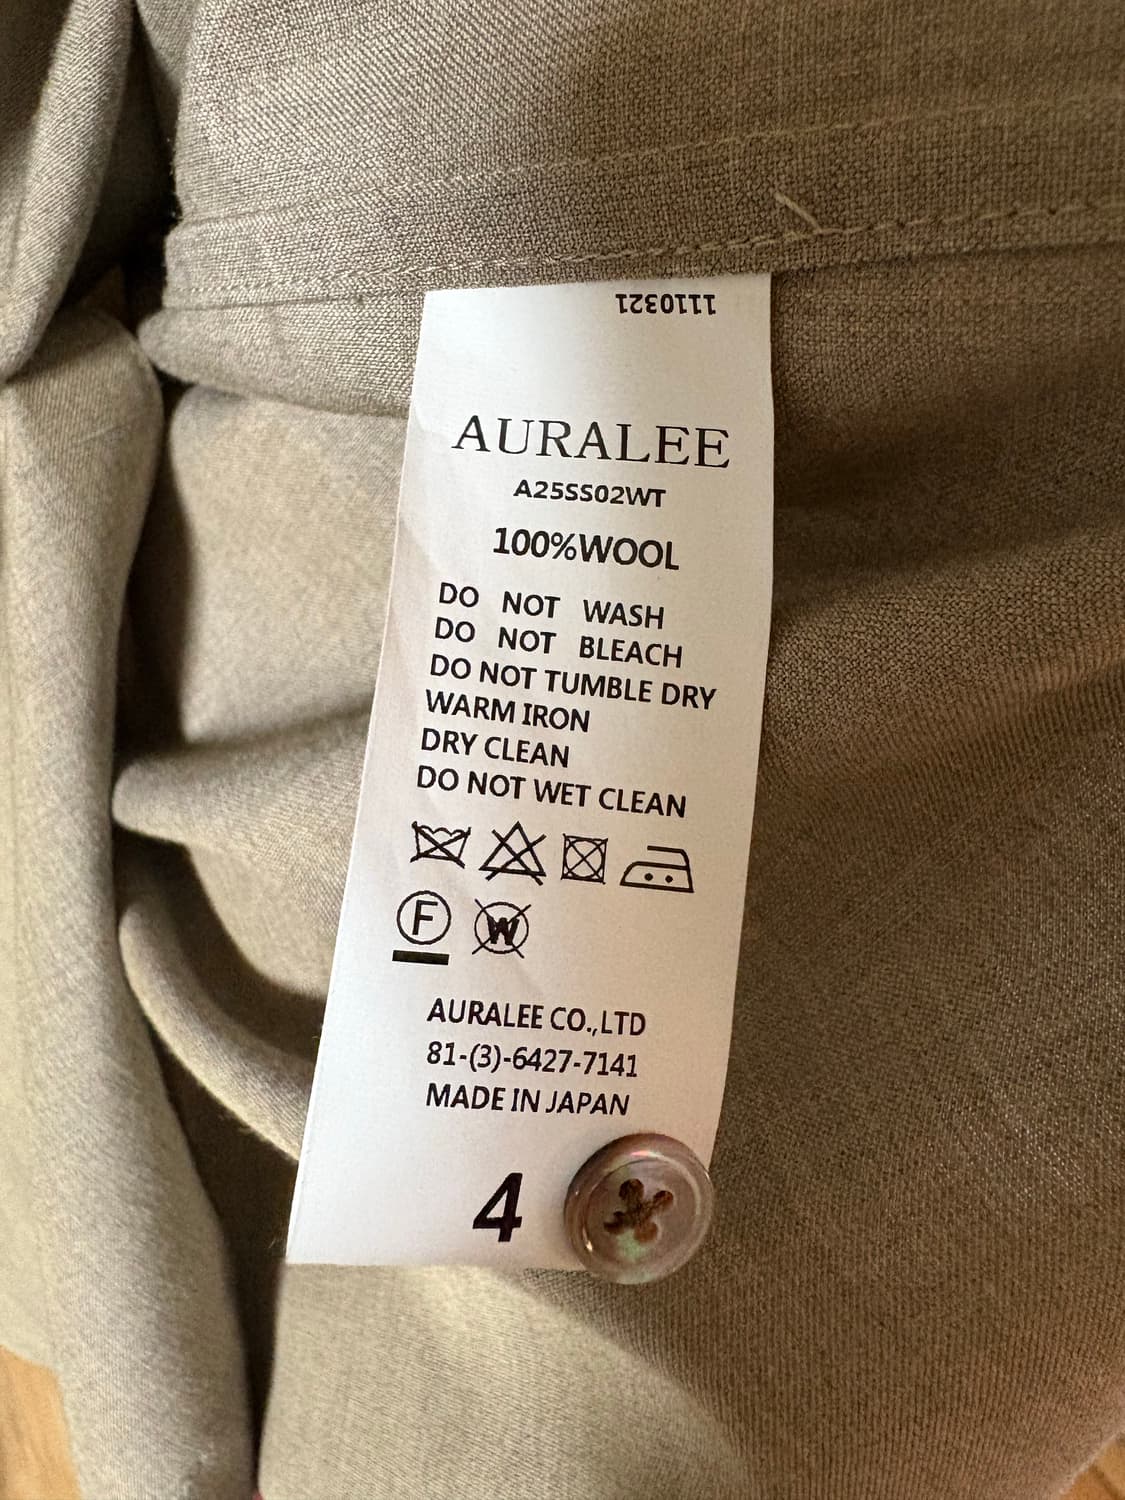 1110321
AURALEE
A25SS02WT
100%WOOL
DO NOT WASH
DO NOT BLEACH
DO NOT TUMBLE DRY
WARM IRON
DRY CLEAN
DO NOT WET CLEAN
F W
AURALEE CO.,LTD
81-(3)-6427-7141
MADE IN JAPAN
4